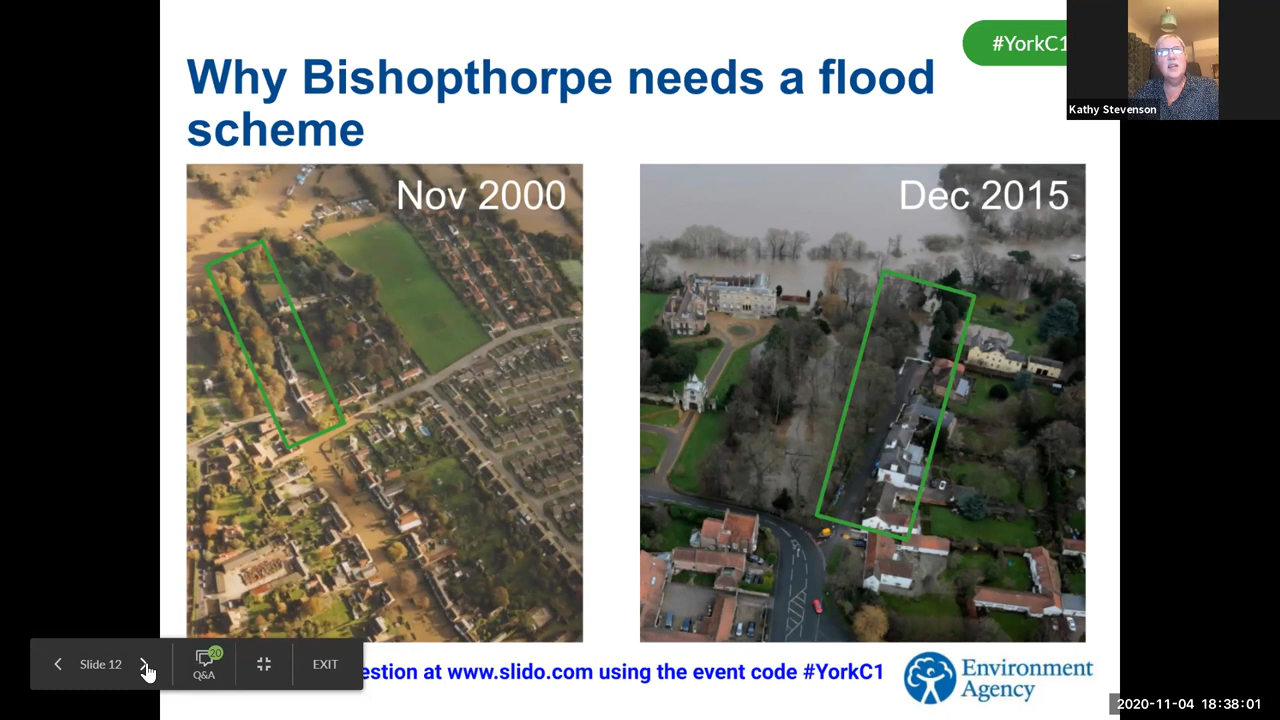 #YorkC1
Why Bishopthorpe needs a flood
scheme
Kathy Stevenson
Nov 2000
Dec 2015
Slide 12
20
Q&A
EXIT
estion at www.slido.com using the event code #YorkC1
Environment
Agency
2020-11-04 18:38:01